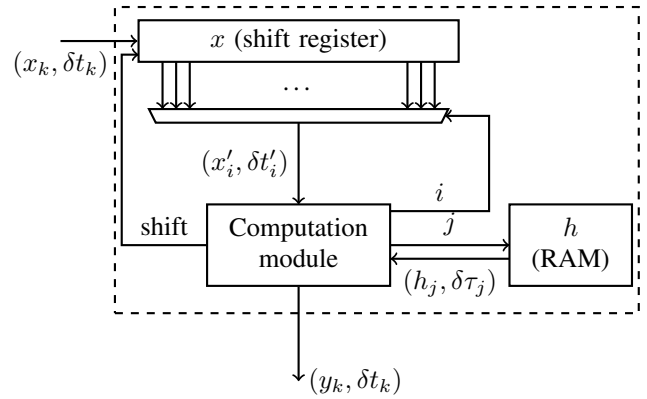 x (shift register)
(x_k, δt_k)
...
(x'_i, δt'_i)
i
shift
Computation
module
j
h
(RAM)
(h_j, δτ_j)
(y_k, δt_k)